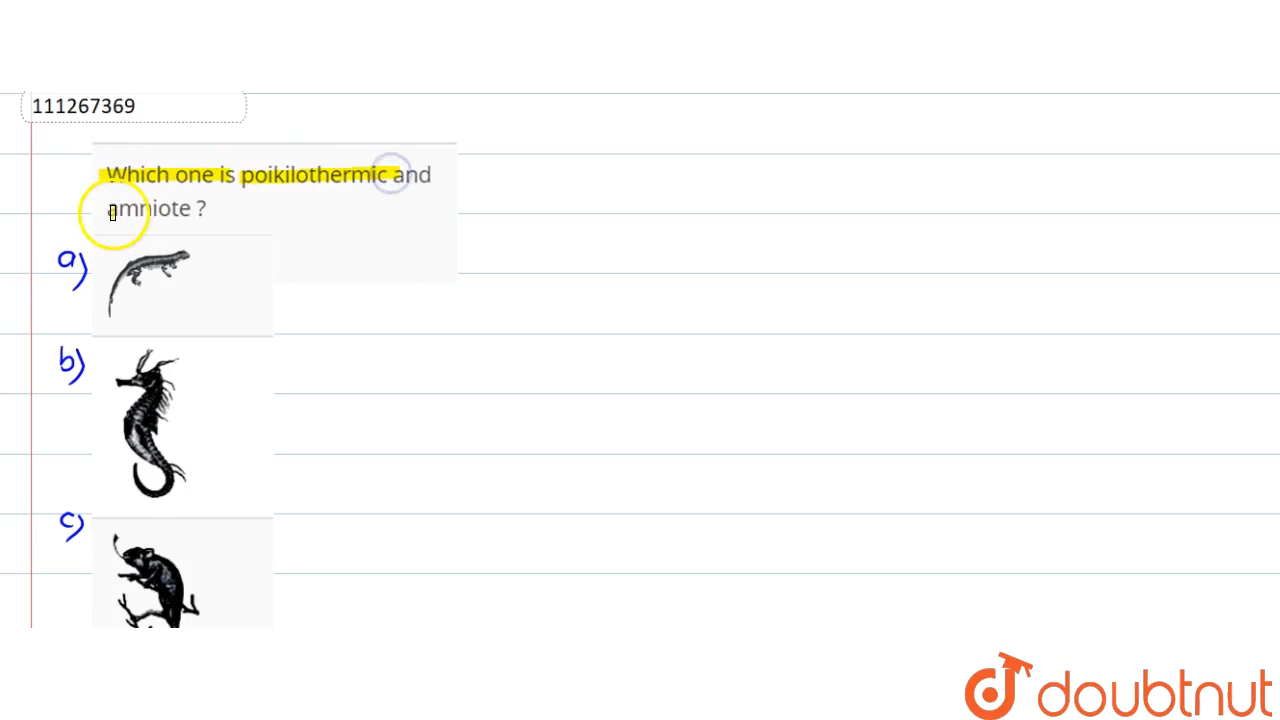 111267369
Which one is poikilothermic and
amniote ?
a)
b)
c)
doubtnut